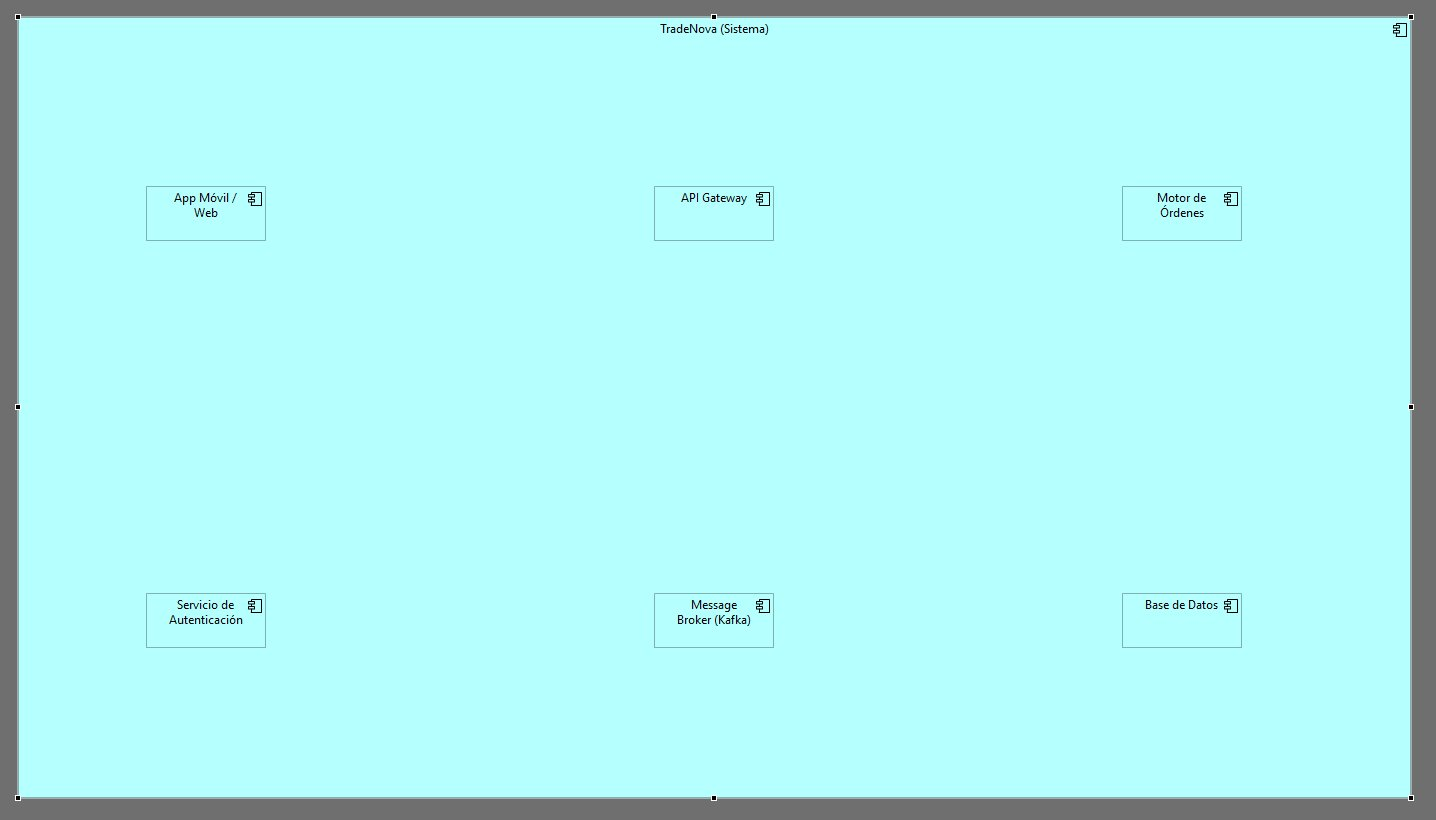 TradeNova (Sistema)
App Móvil /
Web
API Gateway
Motor de
Órdenes
Servicio de
Autenticación
Message
Broker (Kafka)
Base de Datos